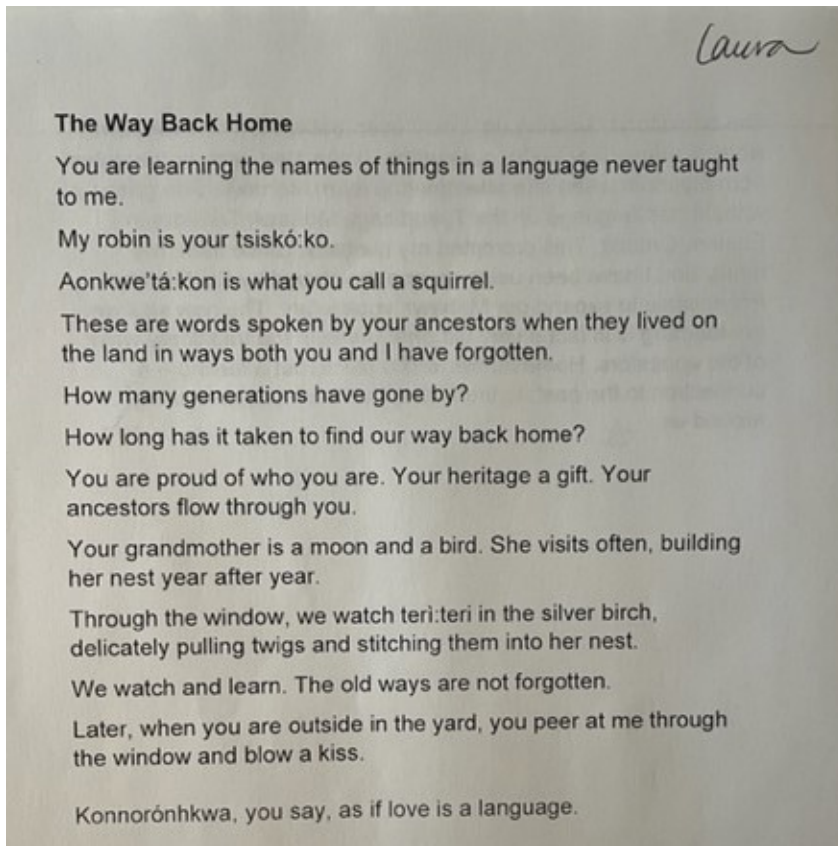 Laura
The Way Back Home
You are learning the names of things in a language never taught
to me.
My robin is your tsiskó:ko.
Aonkwe'tá:kon is what you call a squirrel.
These are words spoken by your ancestors when they lived on
the land in ways both you and I have forgotten.
How many generations have gone by?
How long has it taken to find our way back home?
You are proud of who you are. Your heritage a gift. Your
ancestors flow through you.
Your grandmother is a moon and a bird. She visits often, building
her nest year after year.
Through the window, we watch terì:teri in the silver birch,
delicately pulling twigs and stitching them into her nest.
We watch and learn. The old ways are not forgotten.
Later, when you are outside in the yard, you peer at me through
the window and blow a kiss.
Konnorónhkwa, you say, as if love is a language.